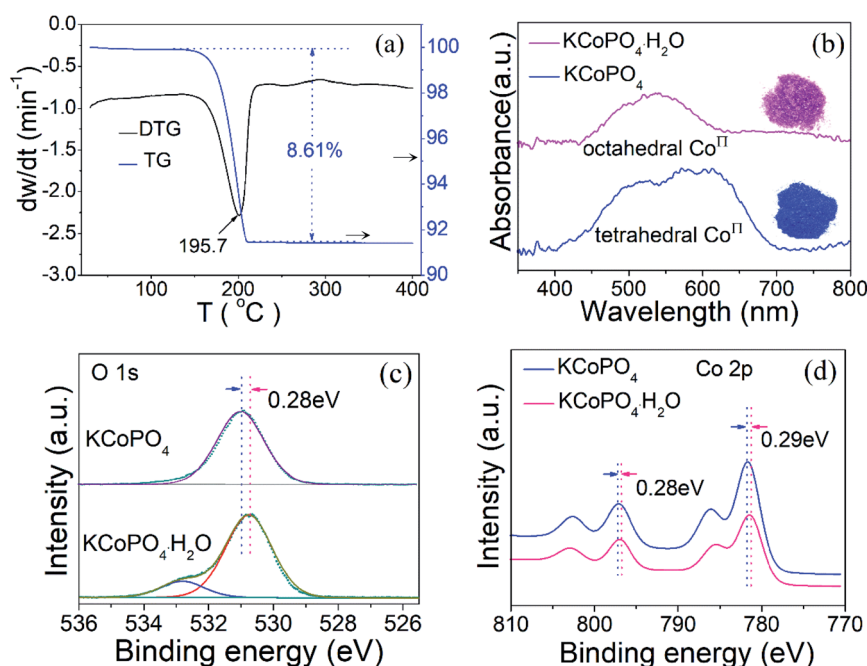 (a)
dw/dt (min⁻¹)
0.0
-0.5
-1.0
-1.5
-2.0
-2.5
-3.0
DTG
TG
8.61%
195.7
100
98
96
94
92
91
90
100
200
300
400
T ( °C)
(b)
Absorbance(a.u.)
KCoPO₄·H₂O
KCoPO₄
octahedral Co^Π
tetrahedral Co^Π
400
500
600
700
800
Wavelength (nm)
(c)
O 1s
0.28eV
KCoPO₄
KCoPO₄·H₂O
Intensity (a.u.)
536
534
532
530
528
526
Binding energy (eV)
(d)
KCoPO₄
Co 2p
KCoPO₄·H₂O
0.29eV
0.28eV
Intensity (a.u.)
810
800
790
780
770
Binding energy (eV)